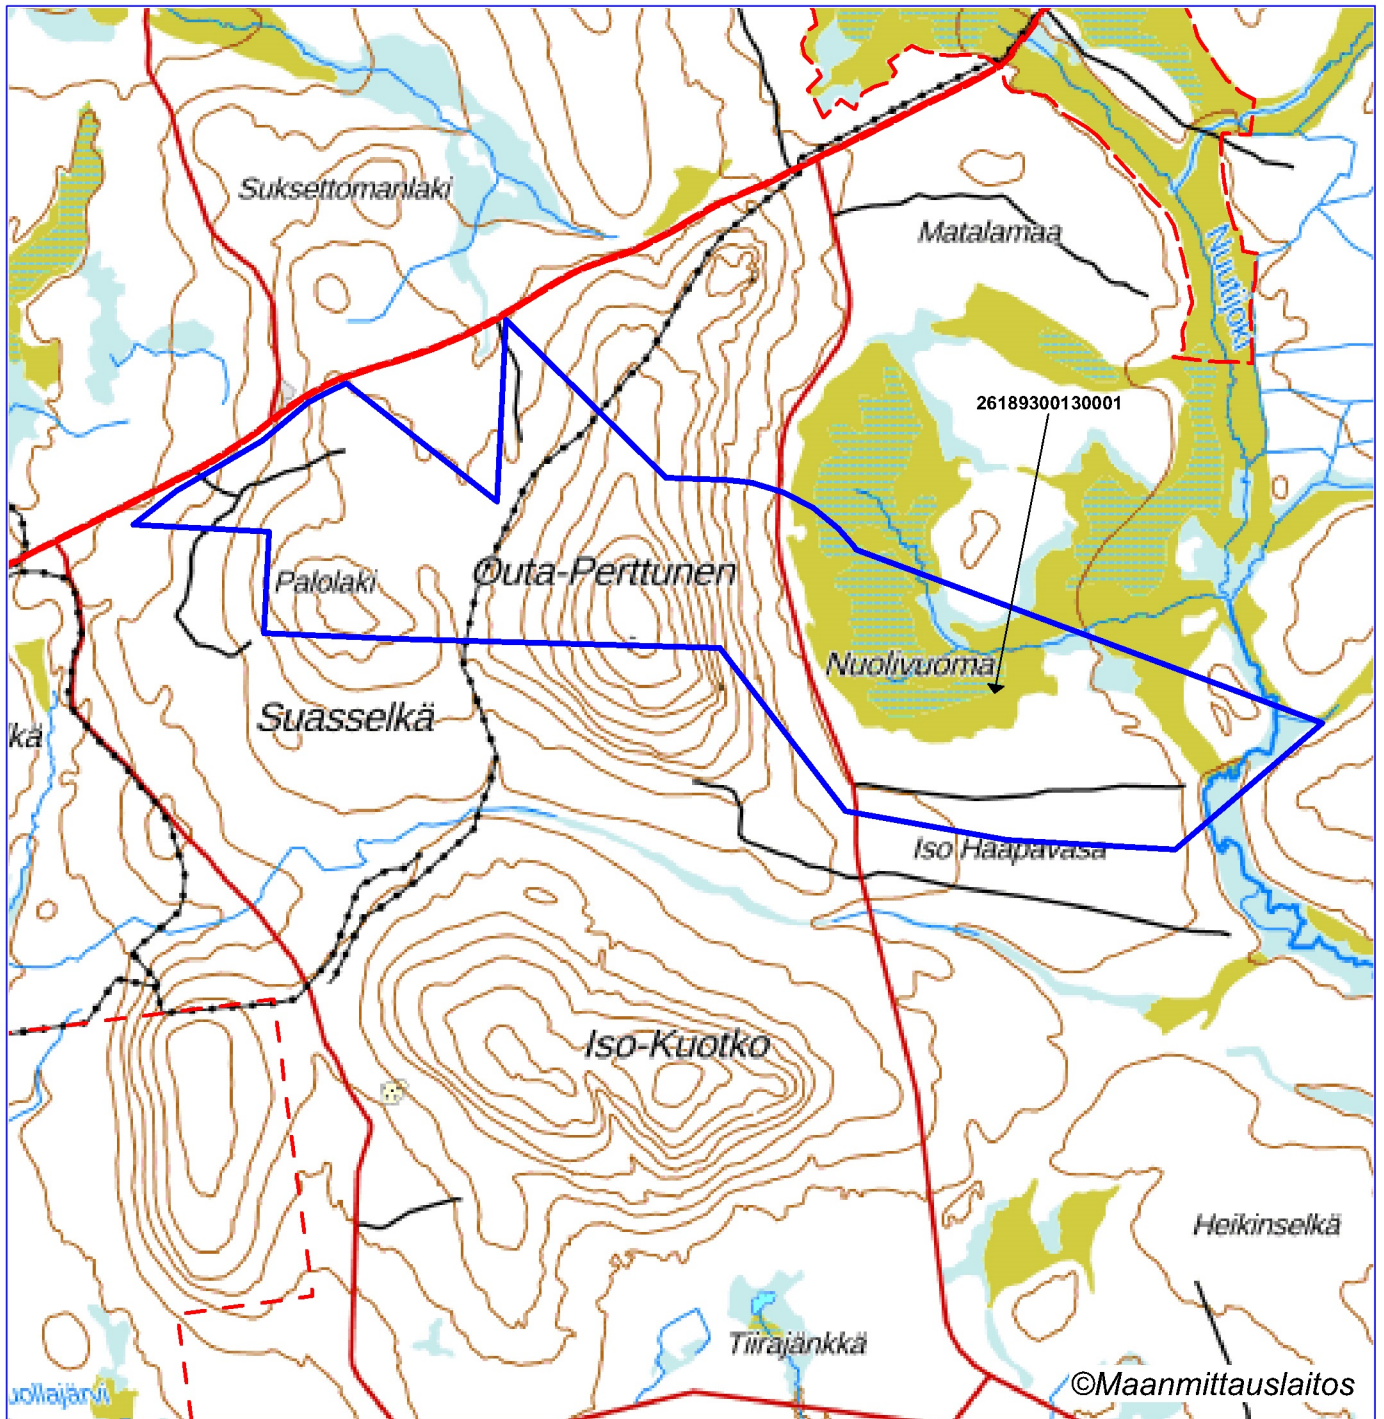 Suksettomanlaki
Matalamaa
Nuutijoki
26189300130001
Outa-Perttunen
Palolaki
Nuolivuoma
Suasselkä
kä
Iso Haapavasa
Iso-Kuotko
Heikinselkä
Tiirajänkkä
uollajärvi
©Maanmittauslaitos